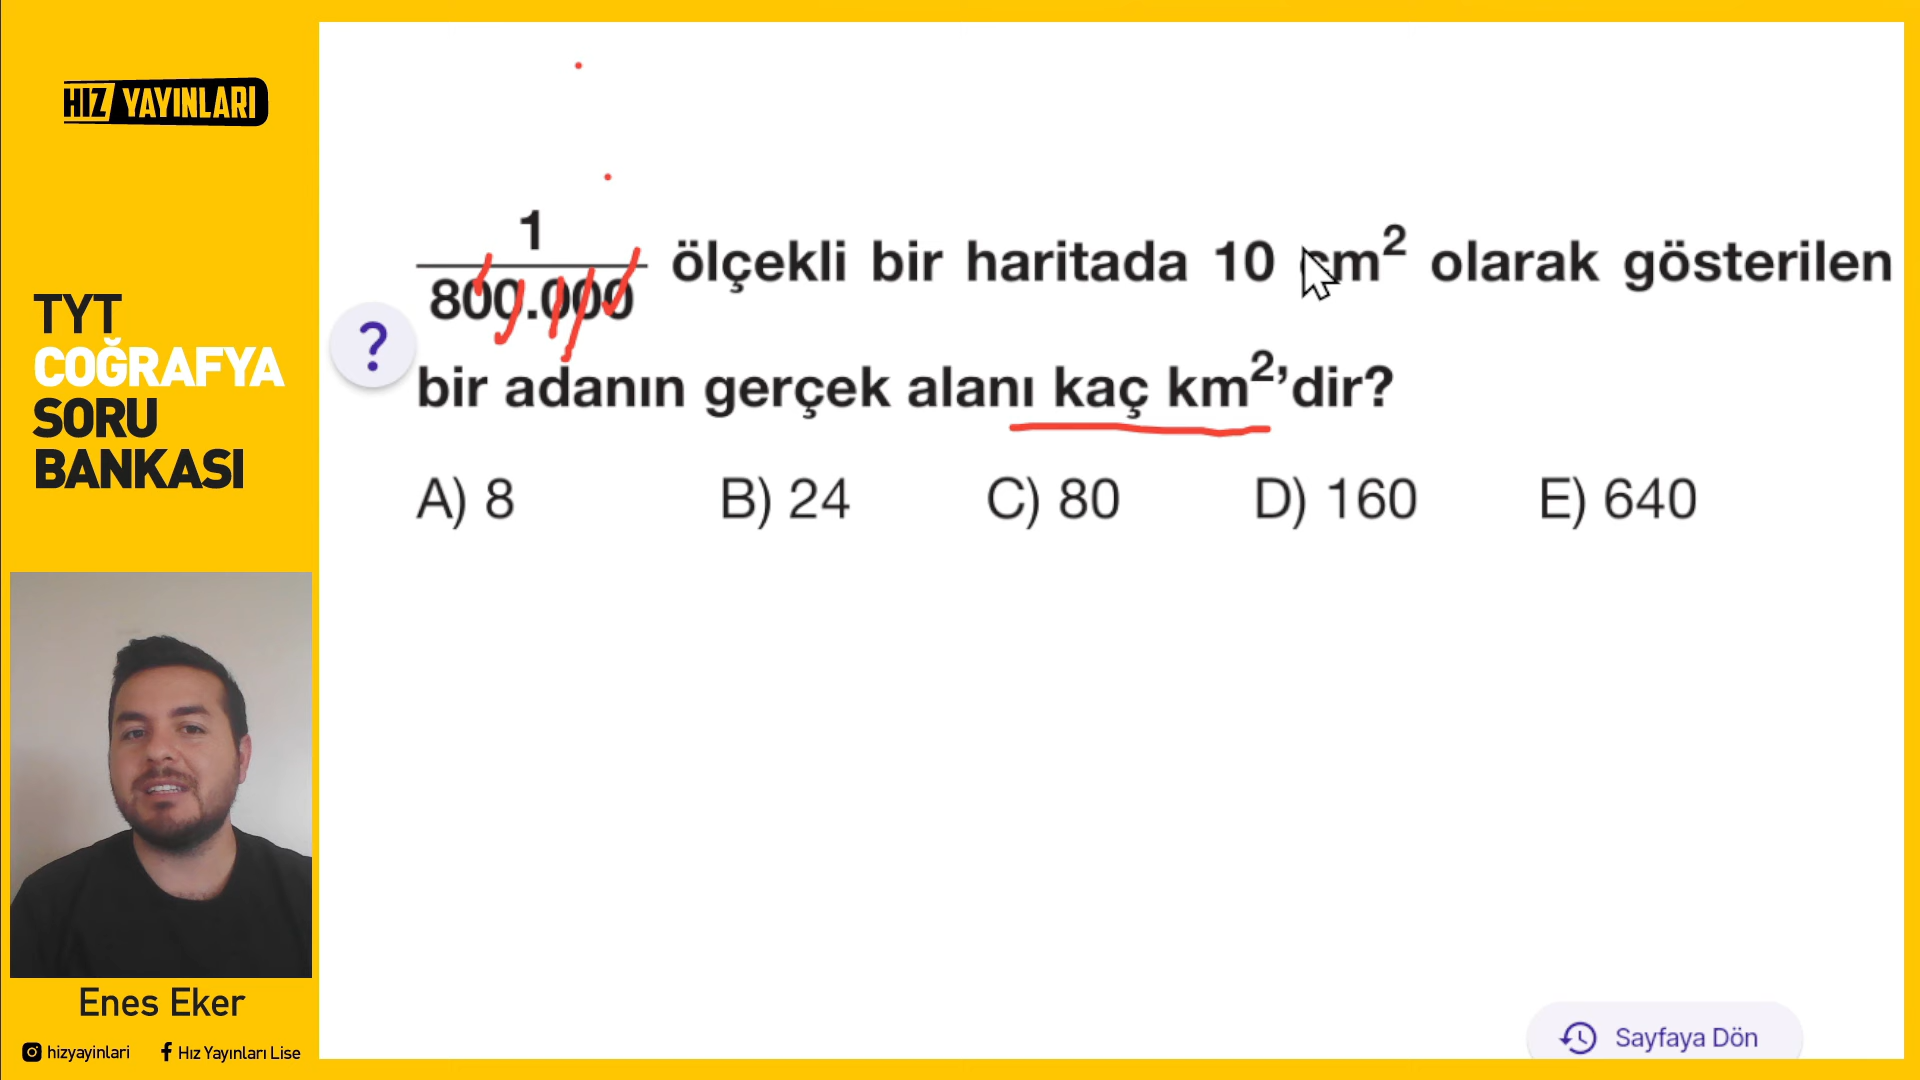 HIZ YAYINLARI
TYT
COĞRAFYA
SORU
BANKASI
1
800.000
ölçekli bir haritada 10 cm² olarak gösterilen
?
bir adanın gerçek alanı kaç km²'dir?
A) 8 B) 24 C) 80 D) 160 E) 640
Enes Eker
hizyayinlari Hız Yayınları Lise
Sayfaya Dön